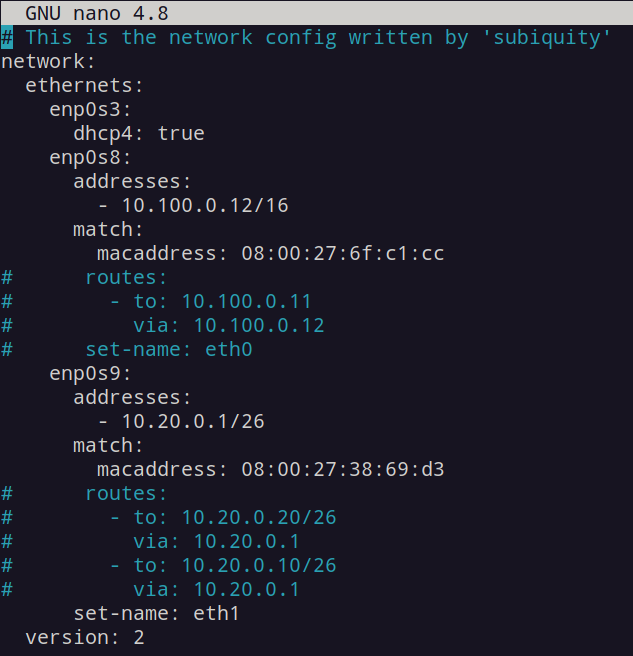 GNU nano 4.8
# This is the network config written by 'subiquity'
network:
  ethernets:
    enp0s3:
      dhcp4: true
    enp0s8:
      addresses:
        - 10.100.0.12/16
      match:
        macaddress: 08:00:27:6f:c1:cc
#      routes:
#        - to: 10.100.0.11
#          via: 10.100.0.12
#      set-name: eth0
    enp0s9:
      addresses:
        - 10.20.0.1/26
      match:
        macaddress: 08:00:27:38:69:d3
#      routes:
#        - to: 10.20.0.20/26
#          via: 10.20.0.1
#        - to: 10.20.0.10/26
#          via: 10.20.0.1
      set-name: eth1
  version: 2